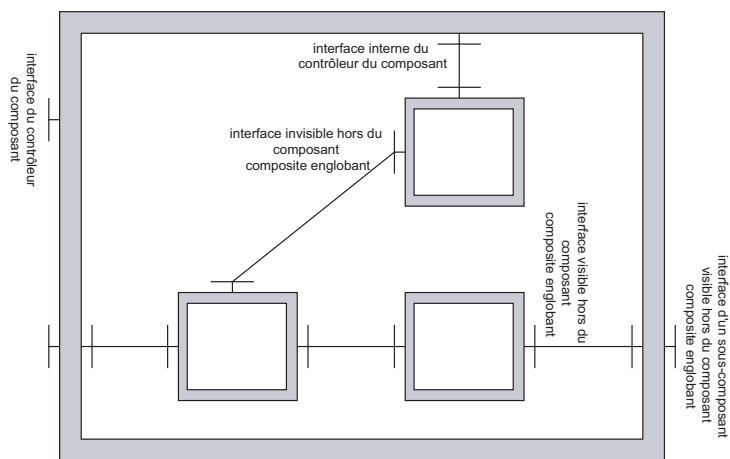 interface interne du
contrôleur du composant
interface du contrôleur
du composant
interface invisible hors du
composant
composite englobant
interface visible hors du
composant
composite englobant
interface d'un sous-composant
visible hors du composant
composite englobant